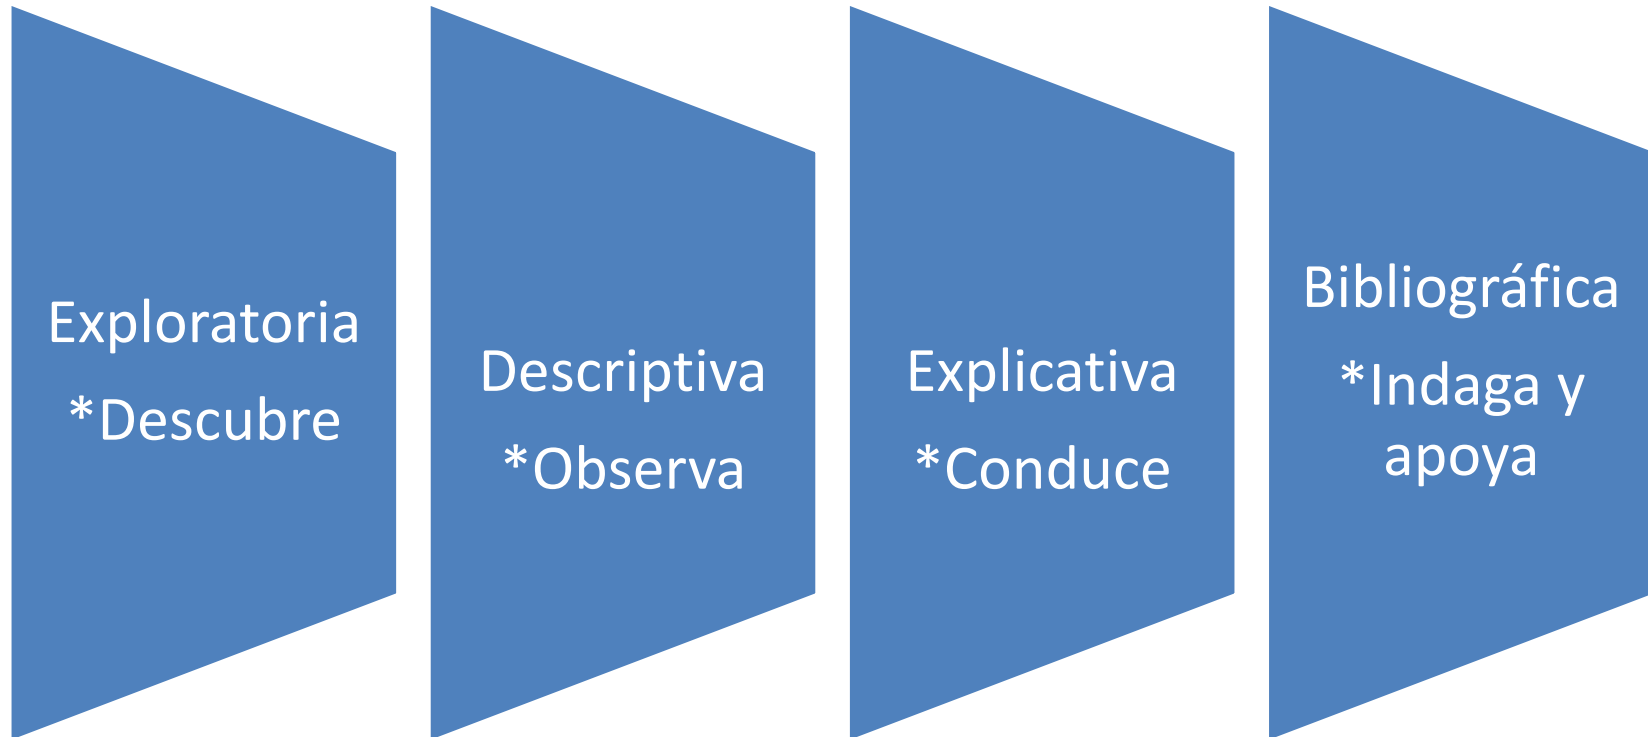 Exploratoria
*Descubre
Descriptiva
*Observa
Explicativa
*Conduce
Bibliográfica
*Indaga y
apoya